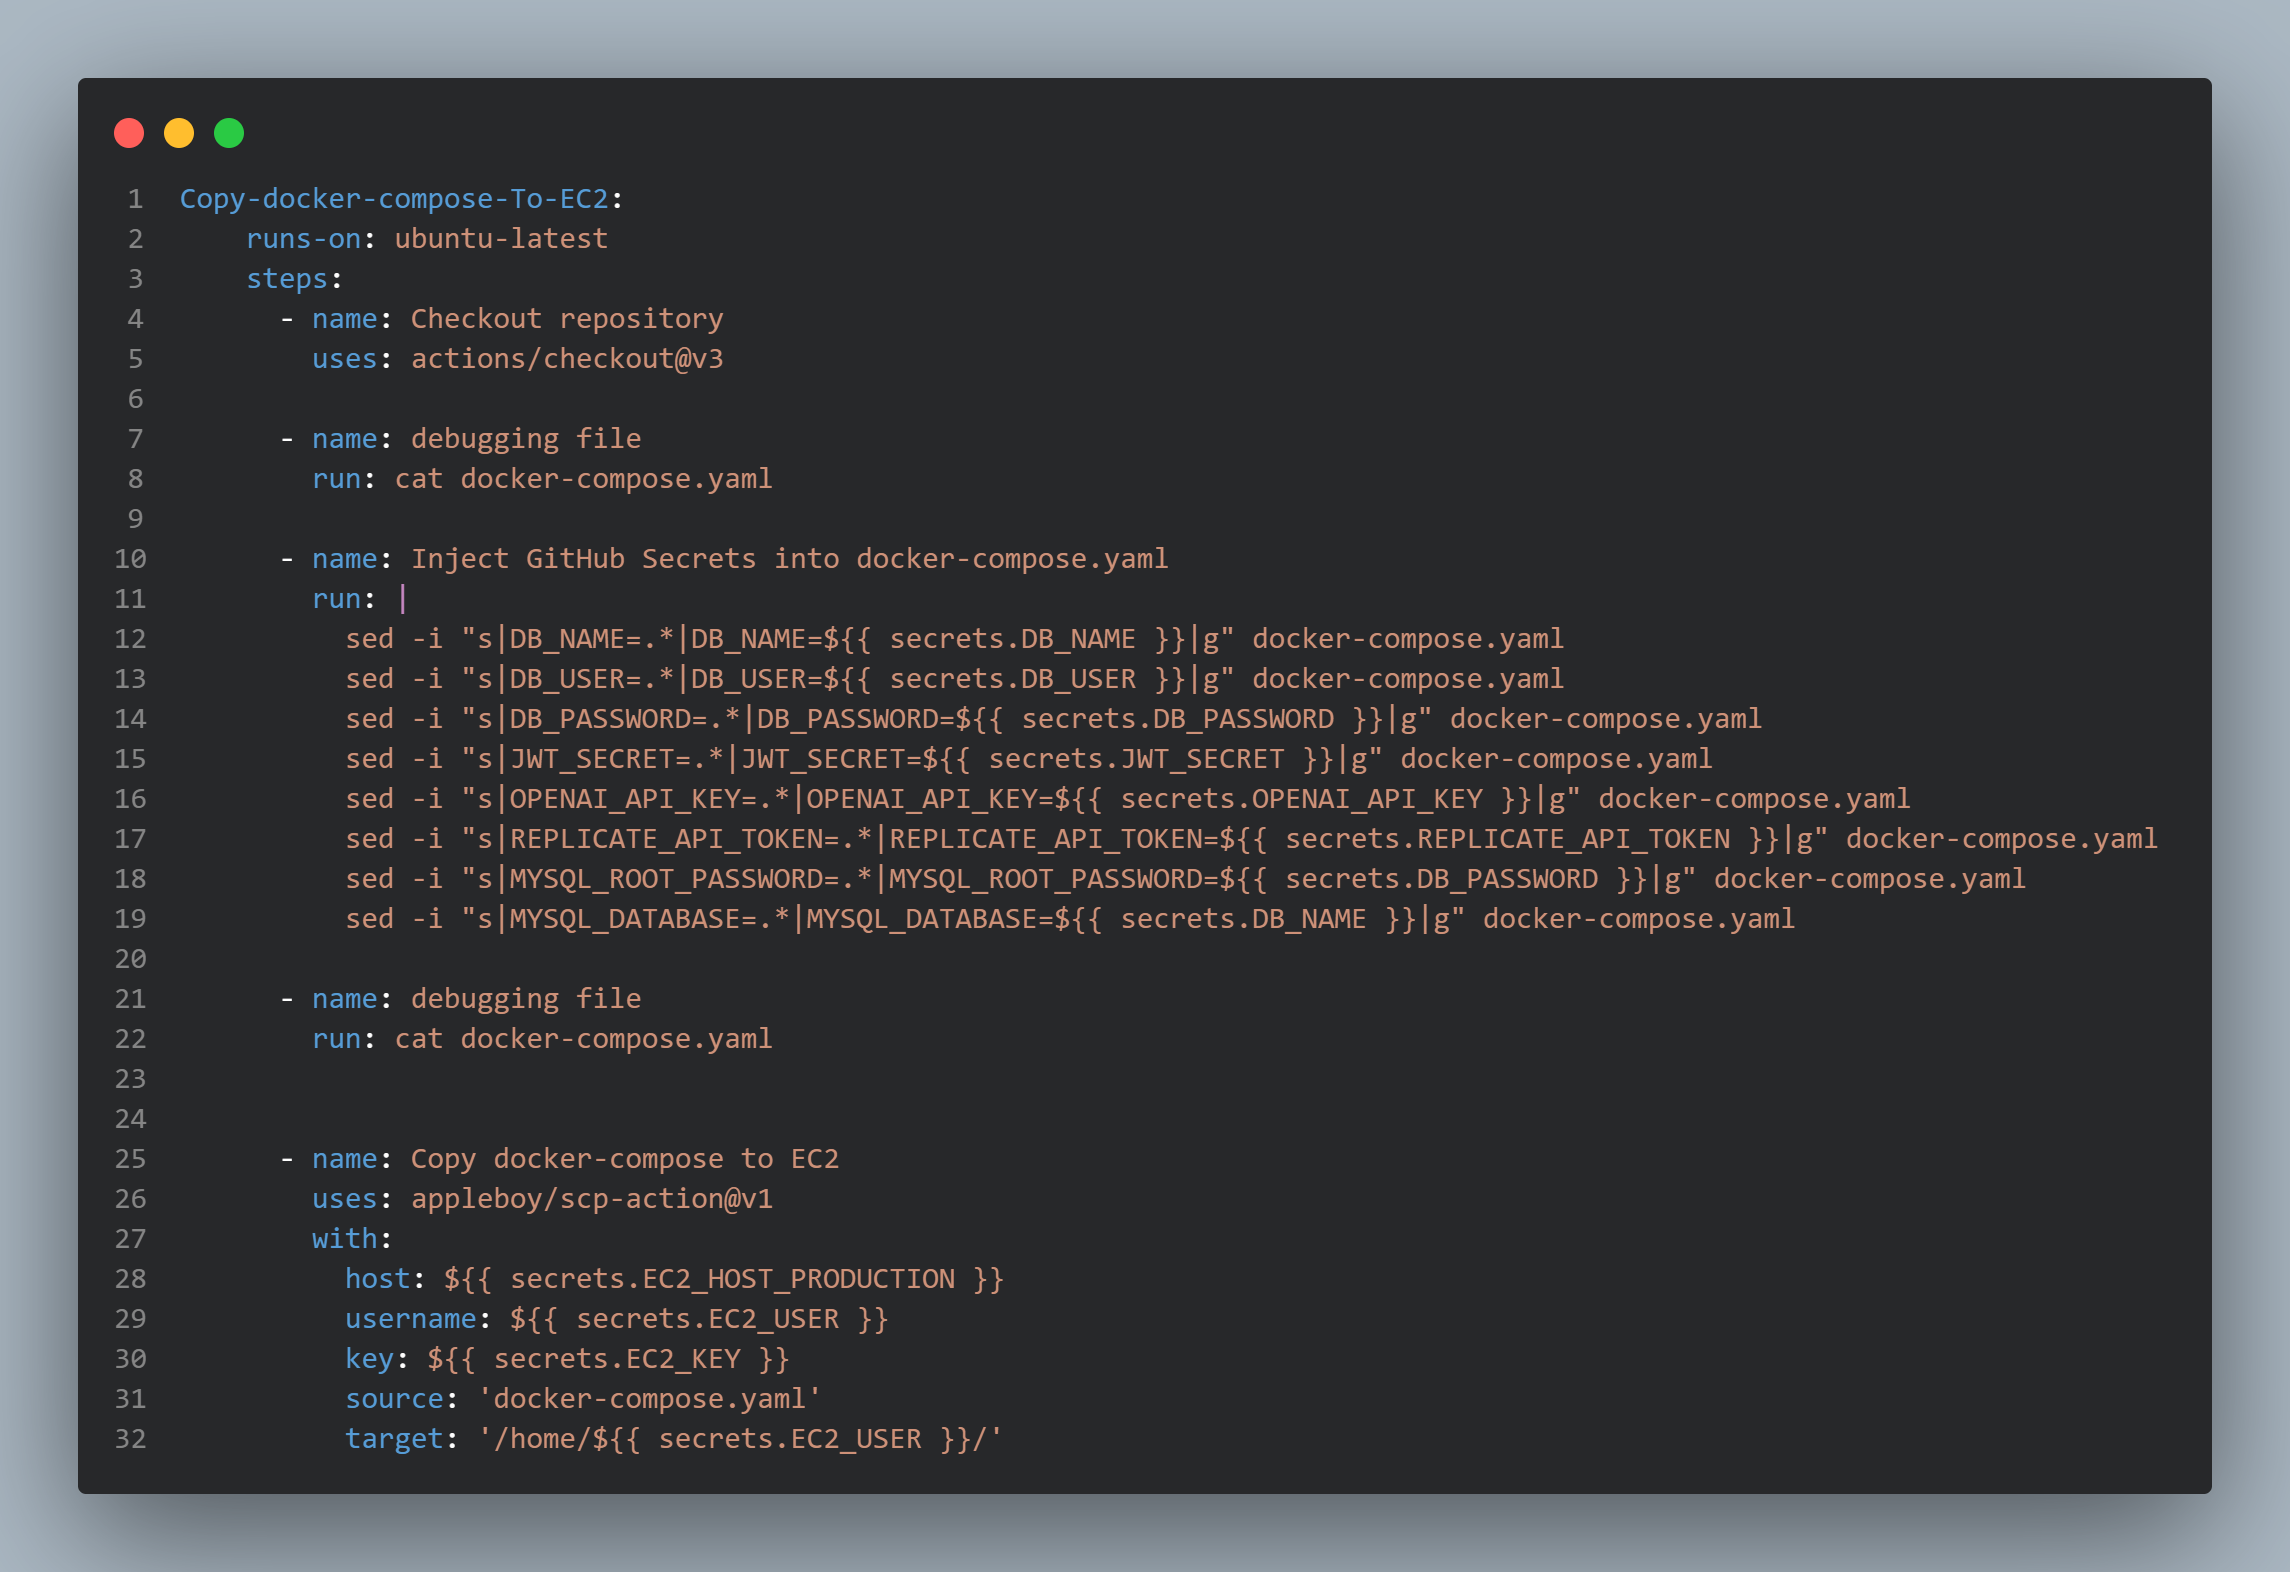 1 Copy-docker-compose-To-EC2:
2     runs-on: ubuntu-latest
3     steps:
4       - name: Checkout repository
5         uses: actions/checkout@v3
6
7       - name: debugging file
8         run: cat docker-compose.yaml
9
10       - name: Inject GitHub Secrets into docker-compose.yaml
11         run: |
12           sed -i "s|DB_NAME=.*|DB_NAME=${{ secrets.DB_NAME }}|g" docker-compose.yaml
13           sed -i "s|DB_USER=.*|DB_USER=${{ secrets.DB_USER }}|g" docker-compose.yaml
14           sed -i "s|DB_PASSWORD=.*|DB_PASSWORD=${{ secrets.DB_PASSWORD }}|g" docker-compose.yaml
15           sed -i "s|JWT_SECRET=.*|JWT_SECRET=${{ secrets.JWT_SECRET }}|g" docker-compose.yaml
16           sed -i "s|OPENAI_API_KEY=.*|OPENAI_API_KEY=${{ secrets.OPENAI_API_KEY }}|g" docker-compose.yaml
17           sed -i "s|REPLICATE_API_TOKEN=.*|REPLICATE_API_TOKEN=${{ secrets.REPLICATE_API_TOKEN }}|g" docker-compose.yaml
18           sed -i "s|MYSQL_ROOT_PASSWORD=.*|MYSQL_ROOT_PASSWORD=${{ secrets.DB_PASSWORD }}|g" docker-compose.yaml
19           sed -i "s|MYSQL_DATABASE=.*|MYSQL_DATABASE=${{ secrets.DB_NAME }}|g" docker-compose.yaml
20
21       - name: debugging file
22         run: cat docker-compose.yaml
23
24
25       - name: Copy docker-compose to EC2
26         uses: appleboy/scp-action@v1
27         with:
28           host: ${{ secrets.EC2_HOST_PRODUCTION }}
29           username: ${{ secrets.EC2_USER }}
30           key: ${{ secrets.EC2_KEY }}
31           source: 'docker-compose.yaml'
32           target: '/home/${{ secrets.EC2_USER }}/'